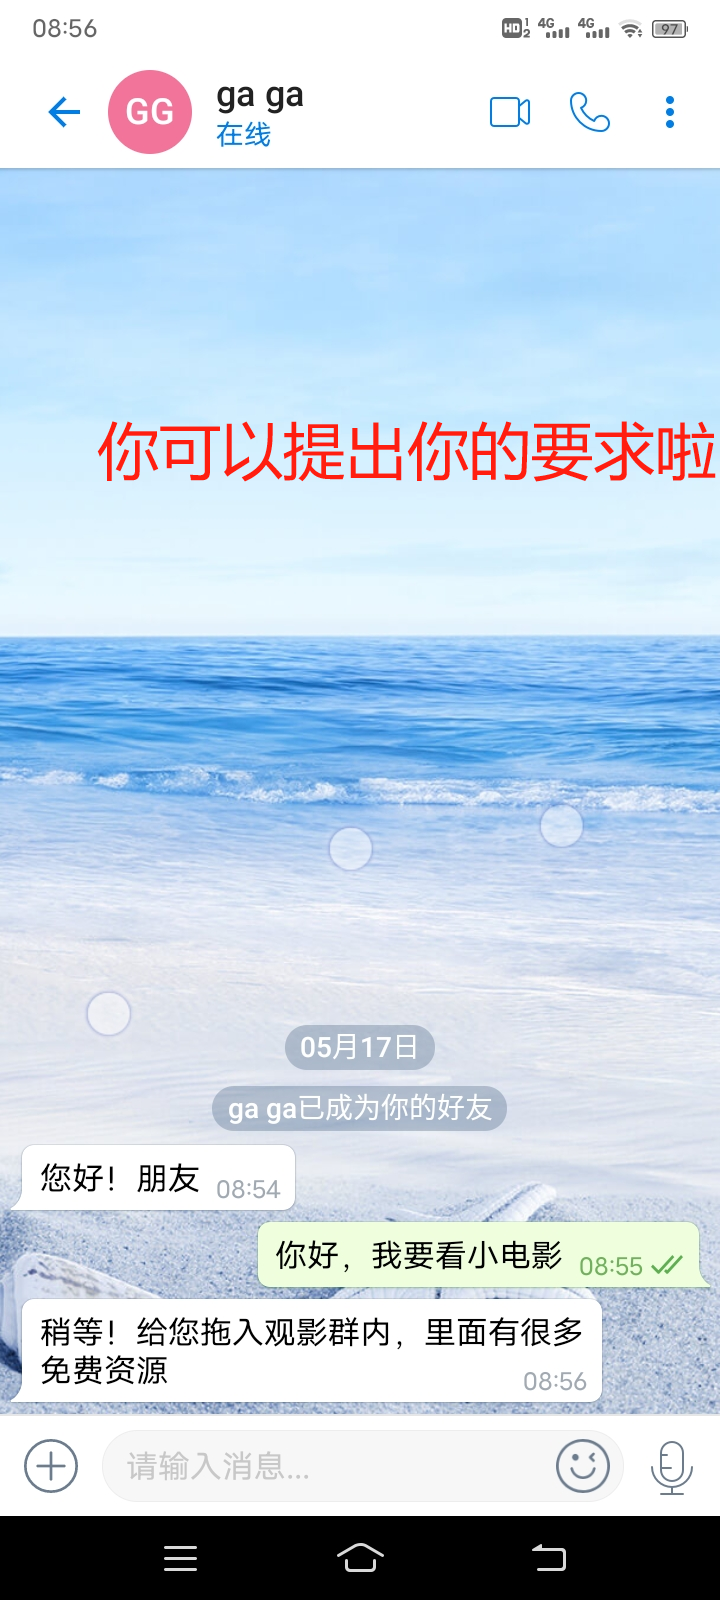 08:56
HD 1 2 4G 4G 97
GG
ga ga
在线
你可以提出你的要求啦
05月17日
ga ga已成为你的好友
您好！朋友 08:54
你好，我要看小电影 08:55
稍等！给您拖入观影群内，里面有很多
免费资源
08:56
请输入消息...